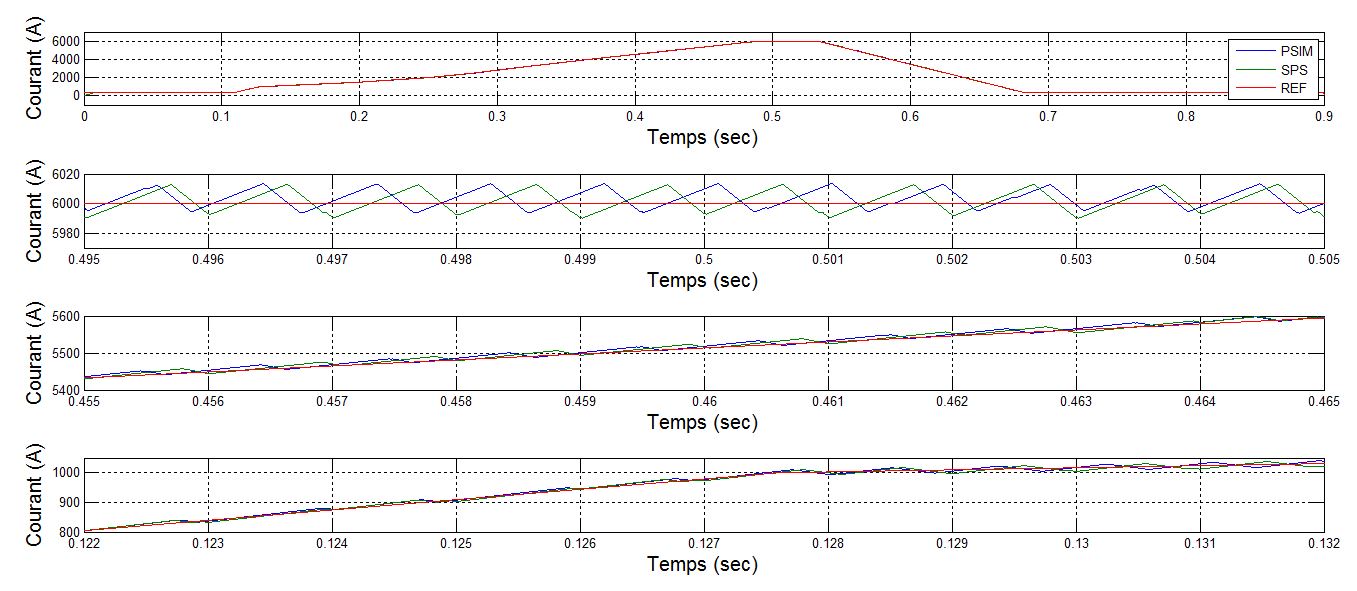 Courant (A)
6000
4000
2000
0
PSIM
SPS
REF
0 0.1 0.2 0.3 0.4 0.5 0.6 0.7 0.8 0.9
Temps (sec)
Courant (A)
6020
6000
5980
0.495 0.496 0.497 0.498 0.499 0.5 0.501 0.502 0.503 0.504 0.505
Temps (sec)
Courant (A)
5600
5500
5400
0.455 0.456 0.457 0.458 0.459 0.46 0.461 0.462 0.463 0.464 0.465
Temps (sec)
Courant (A)
1000
900
800
0.122 0.123 0.124 0.125 0.126 0.127 0.128 0.129 0.13 0.131 0.132
Temps (sec)